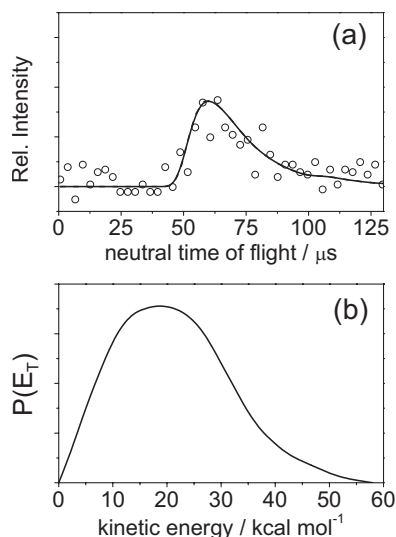 (a)
Rel. Intensity
0 25 50 75 100 125
neutral time of flight / μs
(b)
P(E_T)
0 10 20 30 40 50 60
kinetic energy / kcal mol⁻¹